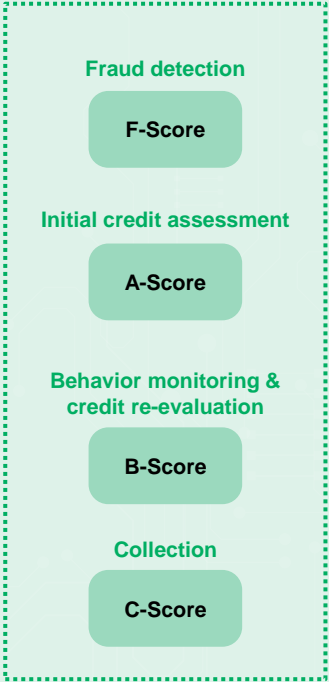 Fraud detection
F-Score
Initial credit assessment
A-Score
Behavior monitoring &
credit re-evaluation
B-Score
Collection
C-Score